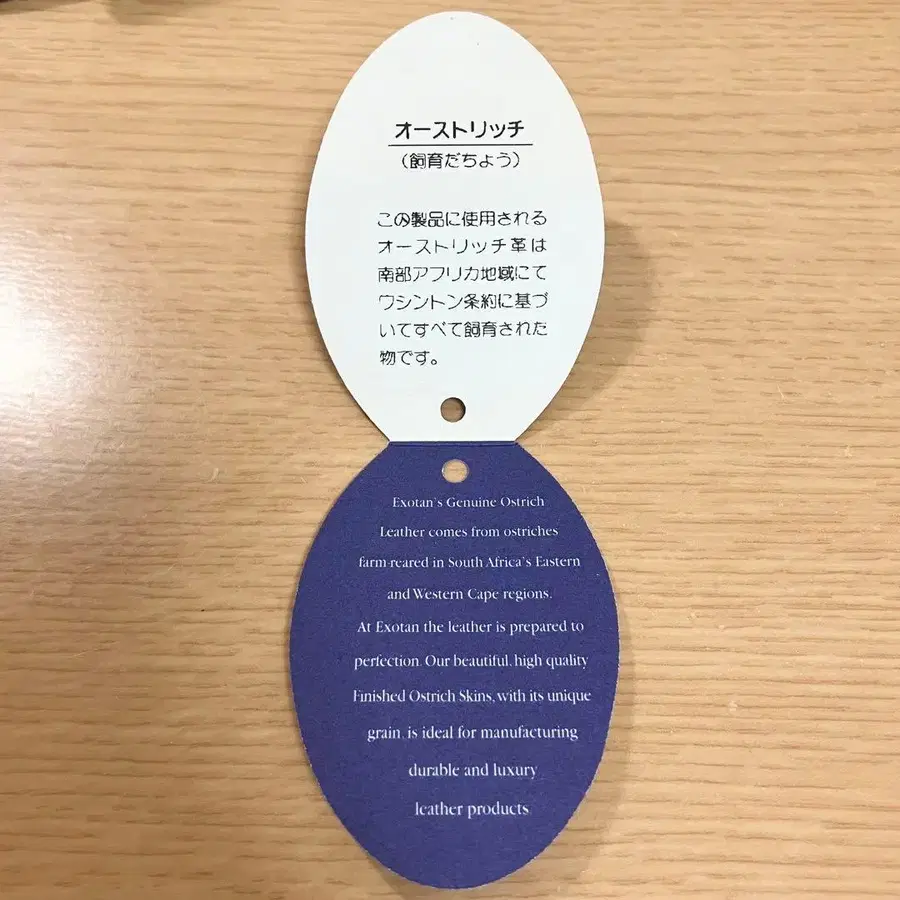 オーストリッチ
（飼育だちょう）
この製品に使用される
オーストリッチ革は
南部アフリカ地域にて
ワシントン条約に基づ
いてすべて飼育された
物です。
Exotan's Genuine Ostrich
Leather comes from ostriches
farm-reared in South Africa's Eastern
and Western Cape regions.
At Exotan the leather is prepared to
perfection. Our beautiful, high quality
Finished Ostrich Skins, with its unique
grain, is ideal for manufacturing
durable and luxury
leather products.